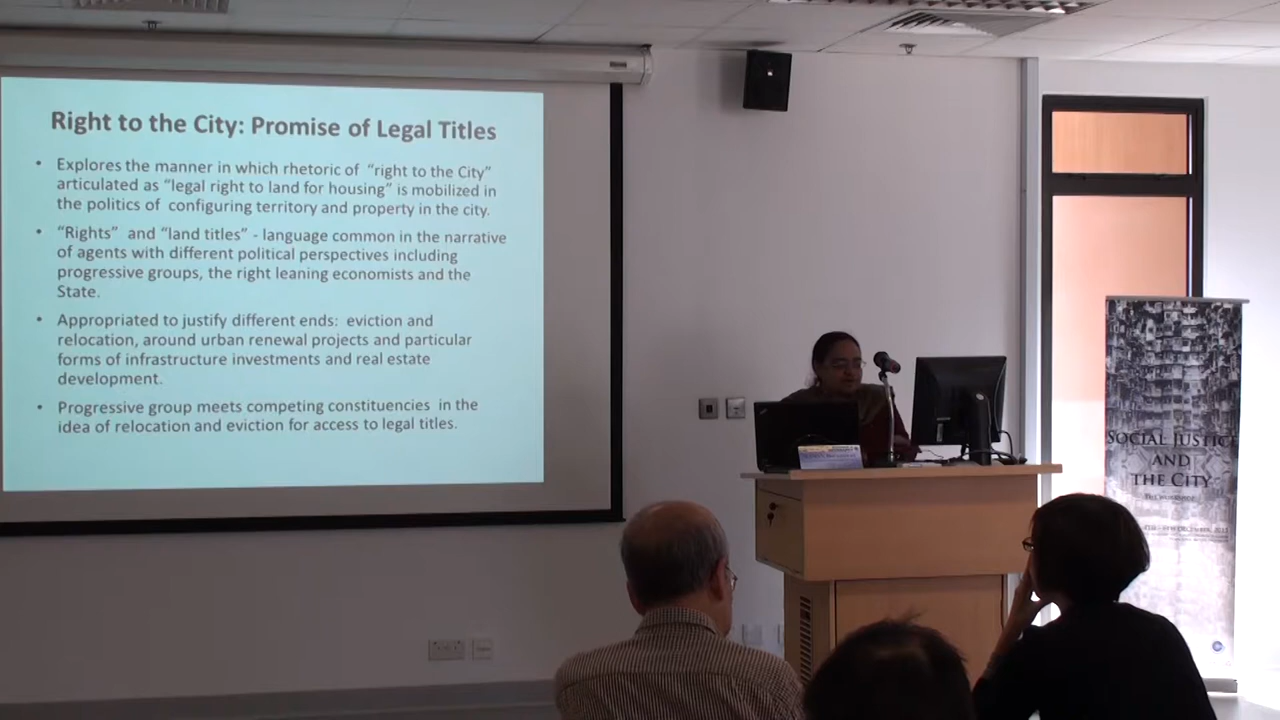 Right to the City: Promise of Legal Titles
• Explores the manner in which rhetoric of "right to the City"
articulated as "legal right to land for housing" is mobilized in
the politics of configuring territory and property in the city.
• "Rights" and "land titles" - language common in the narrative
of agents with different political perspectives including
progressive groups, the right leaning economists and the
State.
• Appropriated to justify different ends: eviction and
relocation, around urban renewal projects and particular
forms of infrastructure investments and real estate
development.
• Progressive group meets competing constituencies in the
idea of relocation and eviction for access to legal titles.
SOCIAL JUSTIC
AND
THE CITY